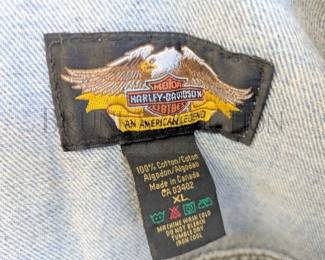 MOTOR
HARLEY-DAVIDSON
CYCLES
AN AMERICAN LEGEND
100% Cotton/Coton
Algodon/Algodao
Made in Canada
CA 03402
XL
MACHINE WASH COLD
DO NOT BLEACH
TUMBLE DRY
IRON COOL